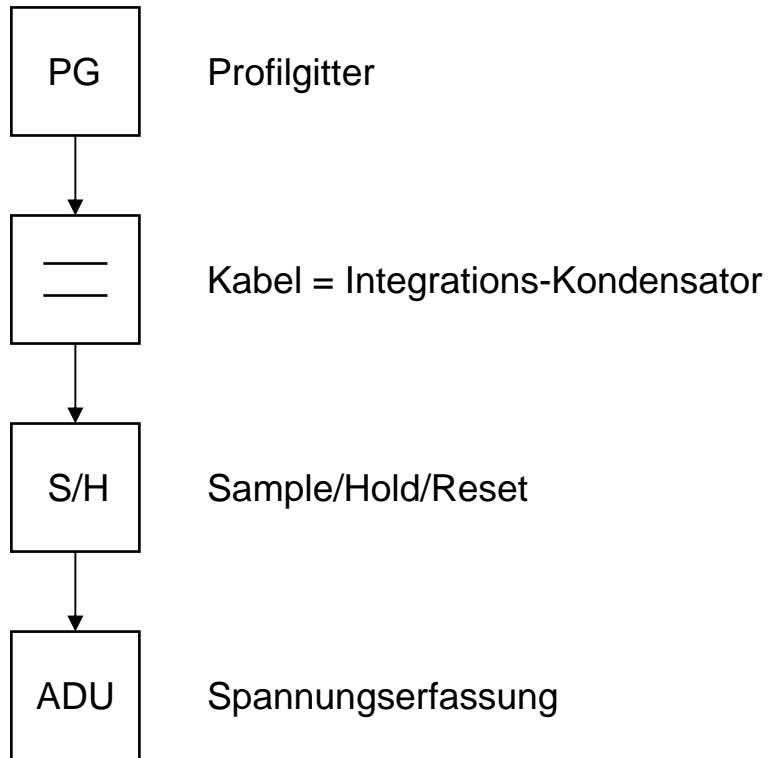 PG Profilgitter
Kabel = Integrations-Kondensator
S/H Sample/Hold/Reset
ADU Spannungserfassung